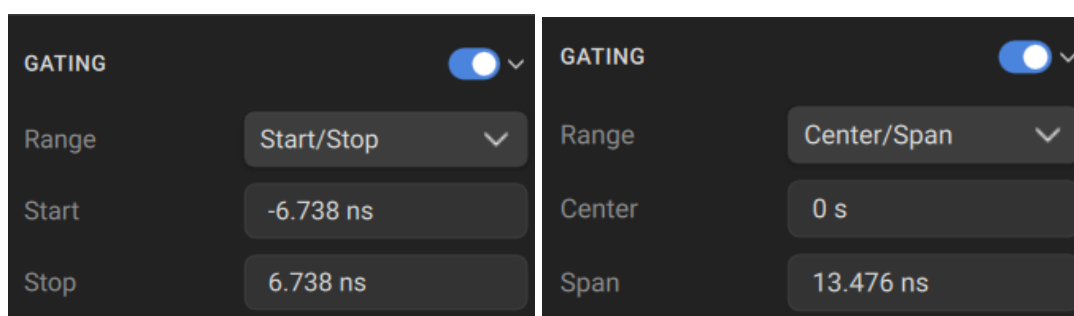 GATING
Range Start/Stop
Start -6.738 ns
Stop 6.738 ns
GATING
Range Center/Span
Center 0 s
Span 13.476 ns